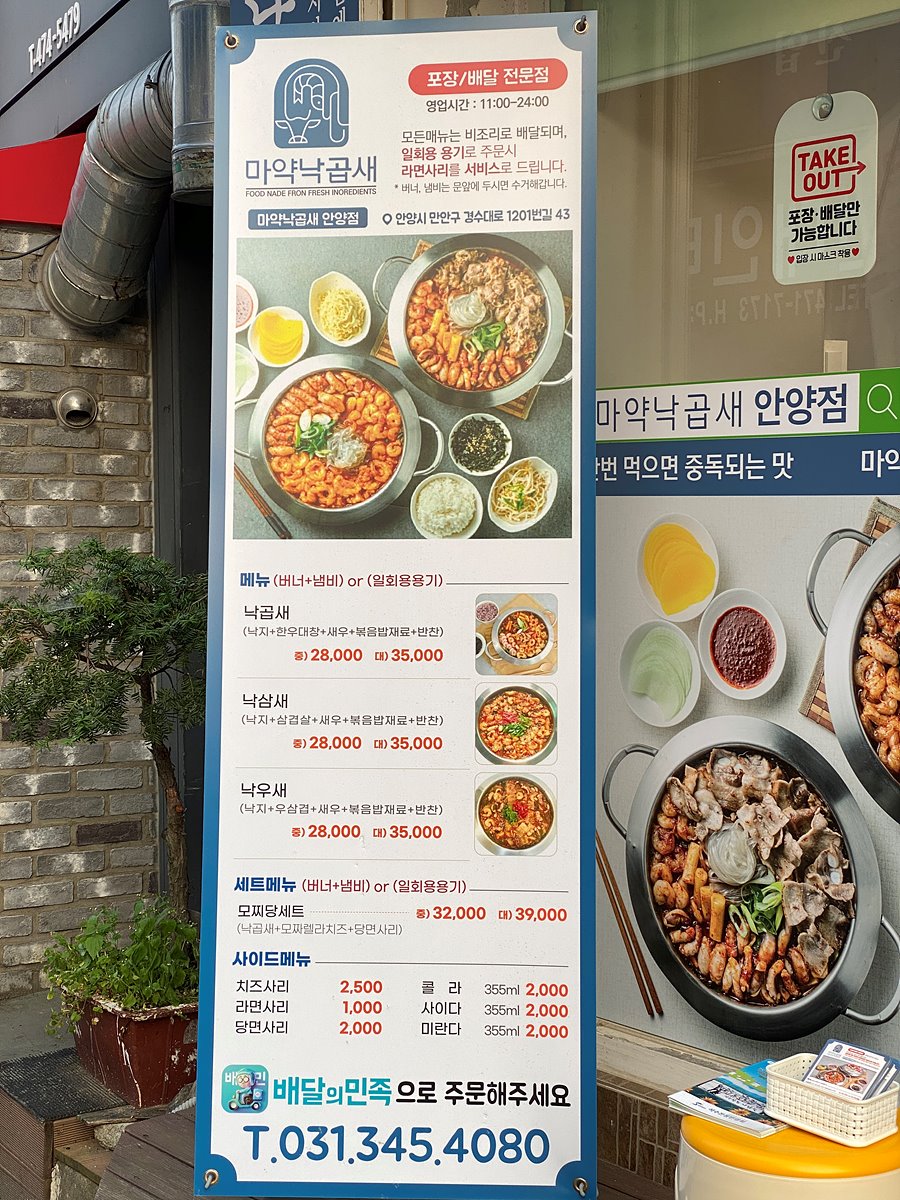 T.474-5479
포장/배달 전문점
영업시간 : 11:00-24:00
모든메뉴는 비조리로 배달되며,
일회용 용기로 주문시
라면사리를 서비스로 드립니다.
* 버너, 냄비는 문앞에 두시면 수거해갑니다.
마약낙곱새
FOOD NADE FRON FRESH INOREDIENTS
마약낙곱새 안양점
안양시 만안구 경수대로 1201번길 43
메뉴 (버너+냄비) or (일회용용기)
낙곱새
(낙지+한우대창+새우+볶음밥재료+반찬)
중) 28,000 대) 35,000
낙삼새
(낙지+삼겹살+새우+볶음밥재료+반찬)
중) 28,000 대) 35,000
낙우새
(낙지+우삼겹+새우+볶음밥재료+반찬)
중) 28,000 대) 35,000
세트메뉴 (버너+냄비) or (일회용용기)
모찌당세트 중) 32,000 대) 39,000
(낙곱새+모짜렐라치즈+당면사리)
사이드메뉴
치즈사리 2,500 콜 라 355ml 2,000
라면사리 1,000 사이다 355ml 2,000
당면사리 2,000 미란다 355ml 2,000
배달의민족으로 주문해주세요
T.031.345.4080
TAKE
OUT
포장·배달만
가능합니다
입장 시 마스크 착용
마약낙곱새 안양점
한번 먹으면 중독되는 맛 마약